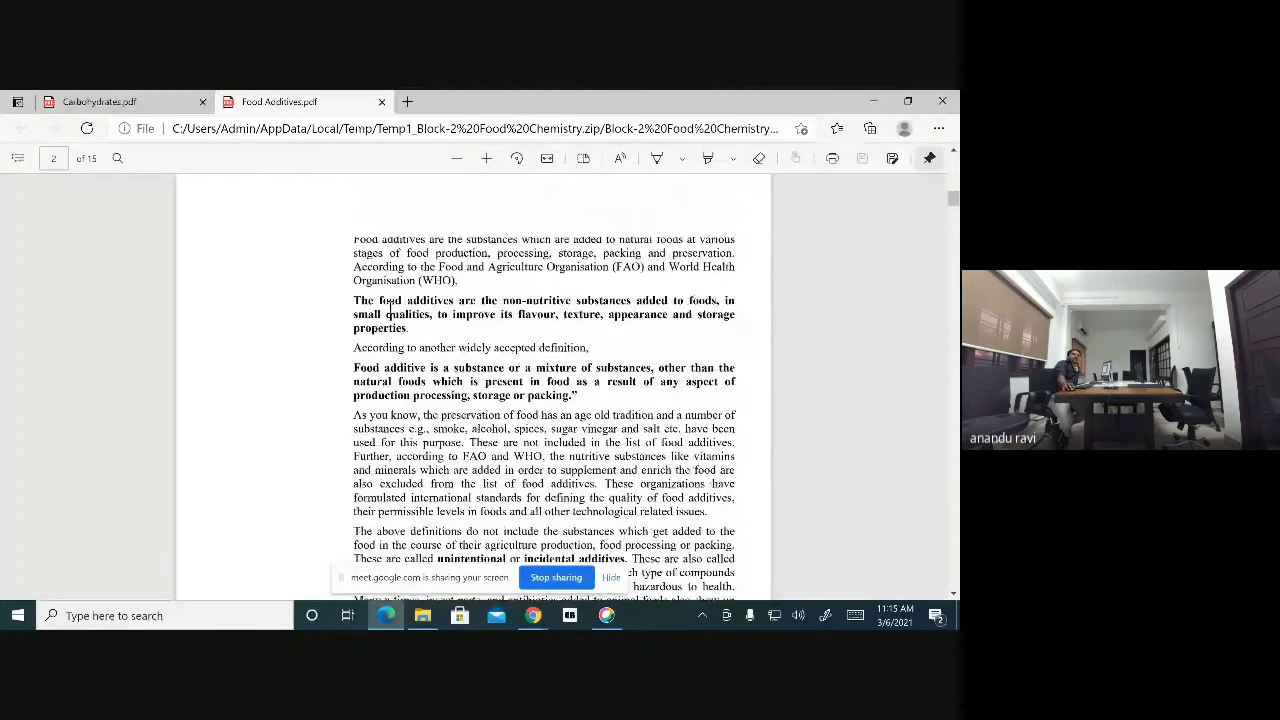 Carbohydrates.pdf
Food Additives.pdf
File C:/Users/Admin/AppData/Local/Temp/Temp1_Block-2%20Food%20Chemistry.zip/Block-2%20Food%20Chemistry...
2 of 15
Food additives are the substances which are added to natural foods at various
stages of food production, processing, storage, packing and preservation.
According to the Food and Agriculture Organisation (FAO) and World Health
Organisation (WHO),
The food additives are the non-nutritive substances added to foods, in
small qualities, to improve its flavour, texture, appearance and storage
properties.
According to another widely accepted definition,
Food additive is a substance or a mixture of substances, other than the
natural foods which is present in food as a result of any aspect of
production processing, storage or packing.”
As you know, the preservation of food has an age old tradition and a number of
substances e.g., smoke, alcohol, spices, sugar vinegar and salt etc. have been
used for this purpose. These are not included in the list of food additives.
Further, according to FAO and WHO, the nutritive substances like vitamins
and minerals which are added in order to supplement and enrich the food are
also excluded from the list of food additives. These organizations have
formulated international standards for defining the quality of food additives,
their permissible levels in foods and all other technological related issues.
The above definitions do not include the substances which get added to the
food in the course of their agriculture production, food processing or packing.
These are called unintentional or incidental additives. These are also called
ch type of compounds
hazardous to health.
meet.google.com is sharing your screen Stop sharing Hide
Type here to search
11:15 AM
3/6/2021
2
anandu ravi